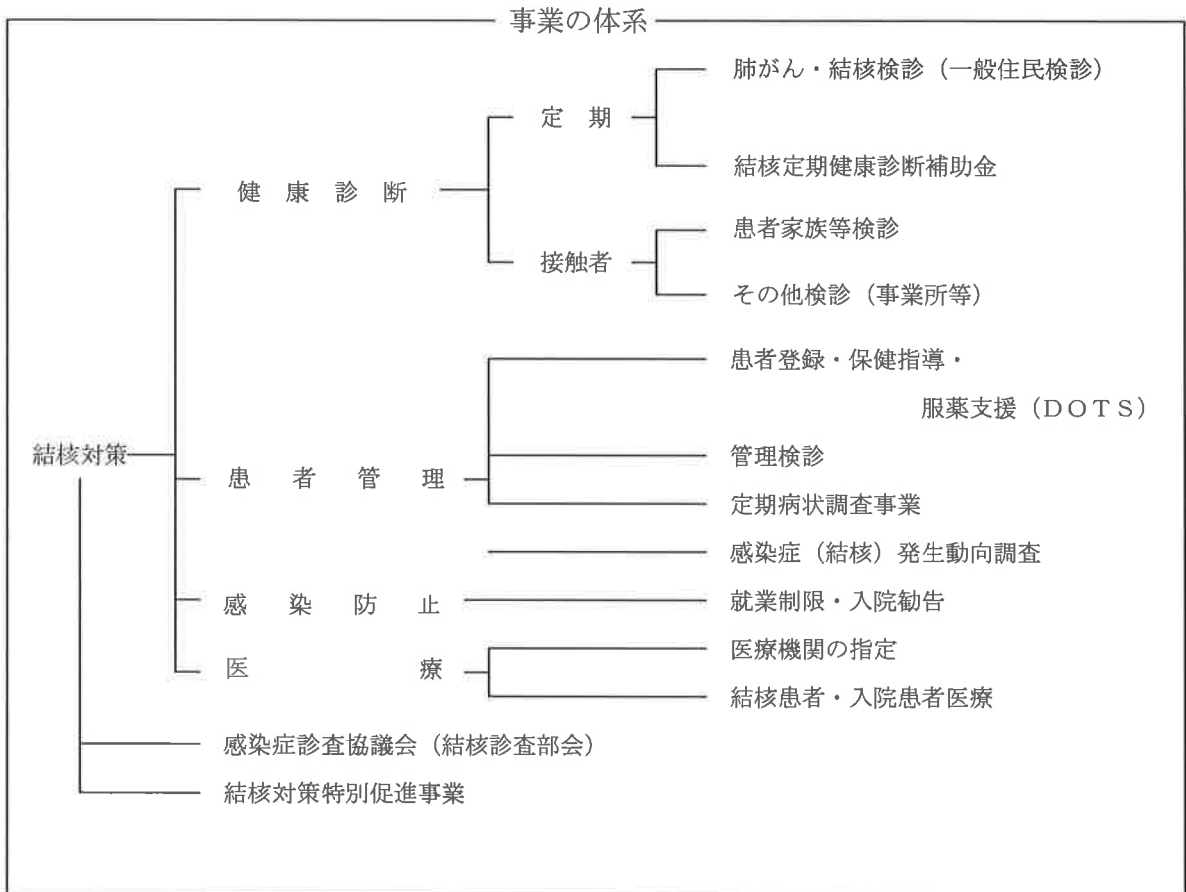 事業の体系
肺がん・結核検診（一般住民検診）
定　期
結核定期健康診断補助金
健　康　診　断
患者家族等検診
接触者
その他検診（事業所等）
患者登録・保健指導・
服薬支援（ＤＯＴＳ）
結核対策
管理検診
患　者　管　理
定期病状調査事業
感染症（結核）発生動向調査
感　染　防　止
就業制限・入院勧告
医療機関の指定
医　　　療
結核患者・入院患者医療
感染症診査協議会（結核診査部会）
結核対策特別促進事業